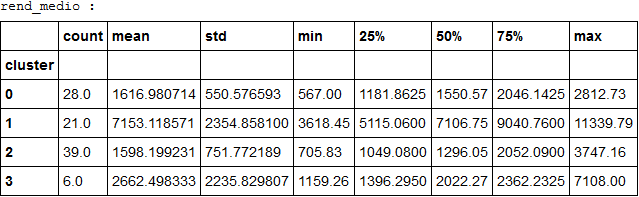 rend_medio :
count mean std min 25% 50% 75% max
cluster
0 28.0 1616.980714 550.576593 567.00 1181.8625 1550.57 2046.1425 2812.73
1 21.0 7153.118571 2354.858100 3618.45 5115.0600 7106.75 9040.7600 11339.79
2 39.0 1598.199231 751.772189 705.83 1049.0800 1296.05 2052.0900 3747.16
3 6.0 2662.498333 2235.829807 1159.26 1396.2950 2022.27 2362.2325 7108.00